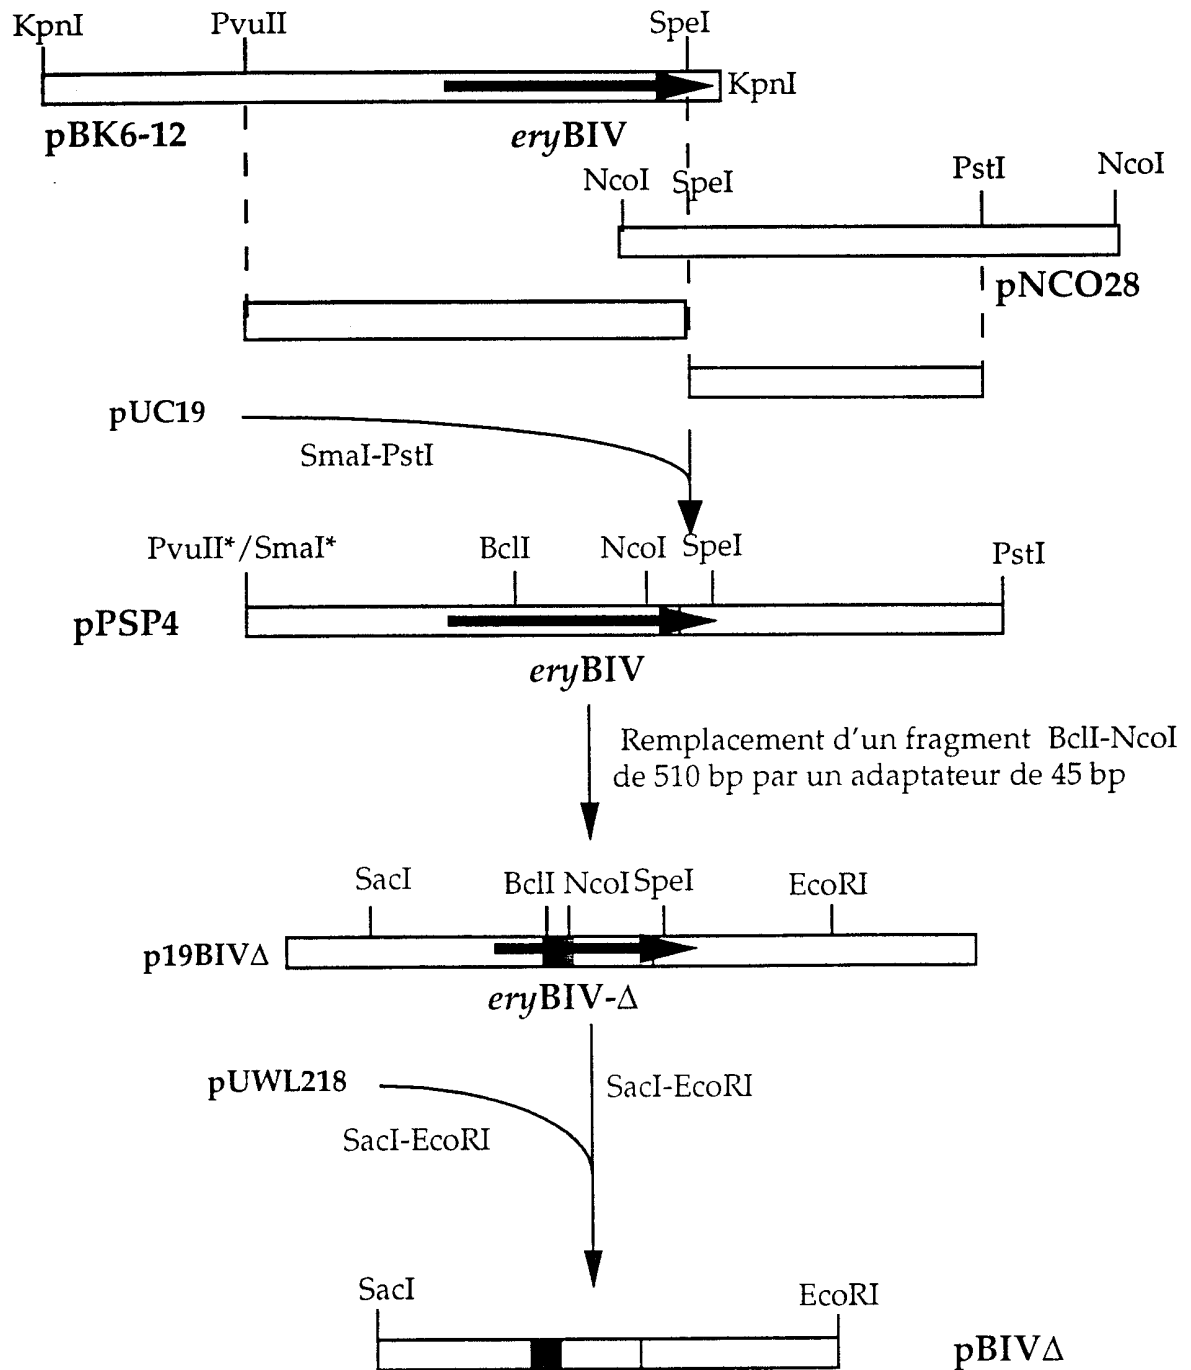 KpnI PvuII SpeI
KpnI
pBK6-12 eryBIV
NcoI SpeI PstI NcoI
pNCO28
pUC19
SmaI-PstI
PvuII*/SmaI* BclI NcoI SpeI PstI
pPSP4
eryBIV
Remplacement d'un fragment BclI-NcoI
de 510 bp par un adaptateur de 45 bp
SacI BclI NcoI SpeI EcoRI
p19BIVΔ
eryBIV-Δ
pUWL218 SacI-EcoRI
SacI-EcoRI
SacI EcoRI
pBIVΔ